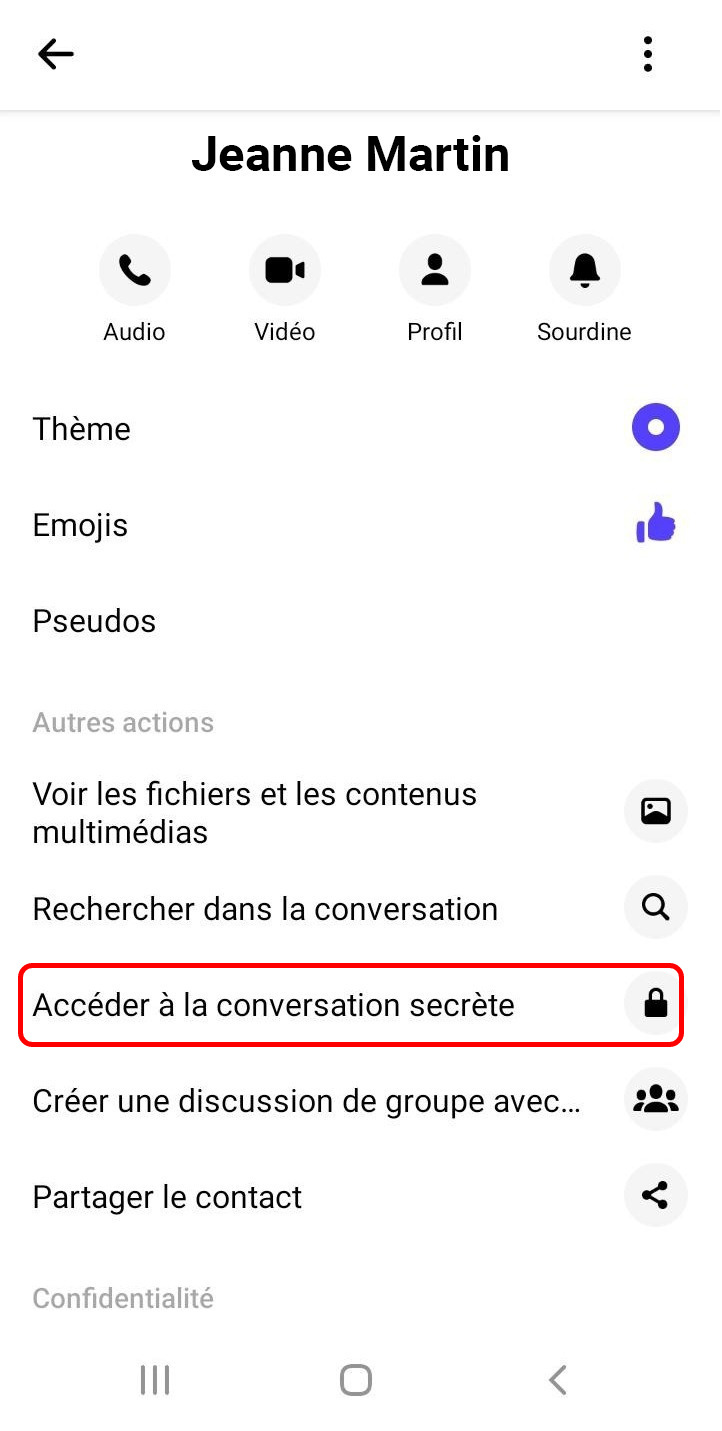 Jeanne Martin
Audio
Vidéo
Profil
Sourdine
Thème
Emojis
Pseudos
Autres actions
Voir les fichiers et les contenus
multimédias
Rechercher dans la conversation
Accéder à la conversation secrète
Créer une discussion de groupe avec...
Partager le contact
Confidentialité